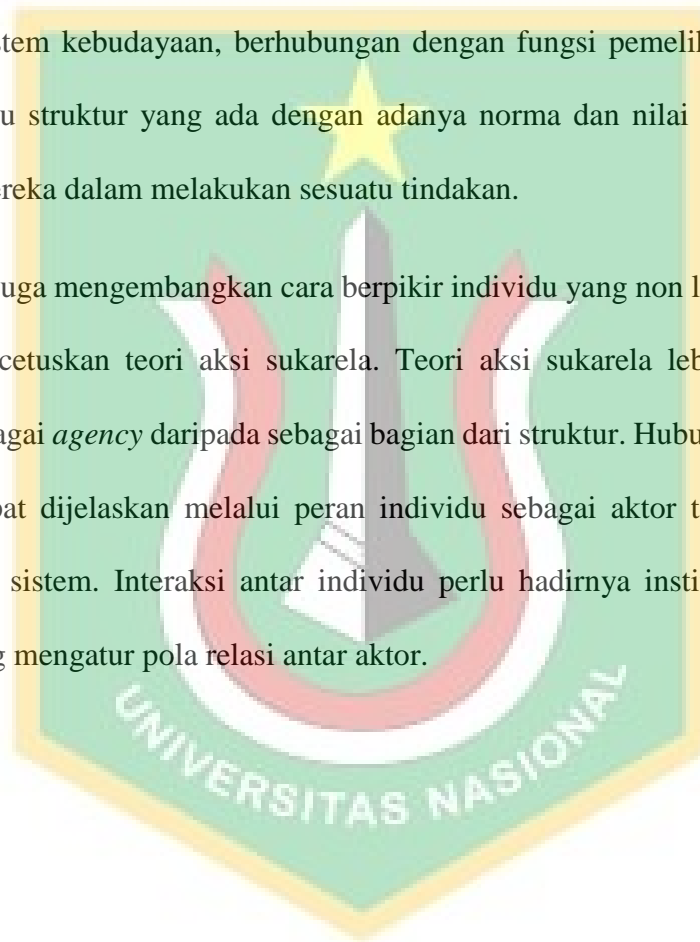 stem kebudayaan, berhubungan dengan fungsi pemeli
u struktur yang ada dengan adanya norma dan nilai
ereka dalam melakukan sesuatu tindakan.
uga mengembangkan cara berpikir individu yang non l
cetuskan teori aksi sukarela. Teori aksi sukarela leb
agai agency daripada sebagai bagian dari struktur. Hubu
pat dijelaskan melalui peran individu sebagai aktor t
sistem. Interaksi antar individu perlu hadirnya insti
g mengatur pola relasi antar aktor.
UNIVERSITAS NASIONAL